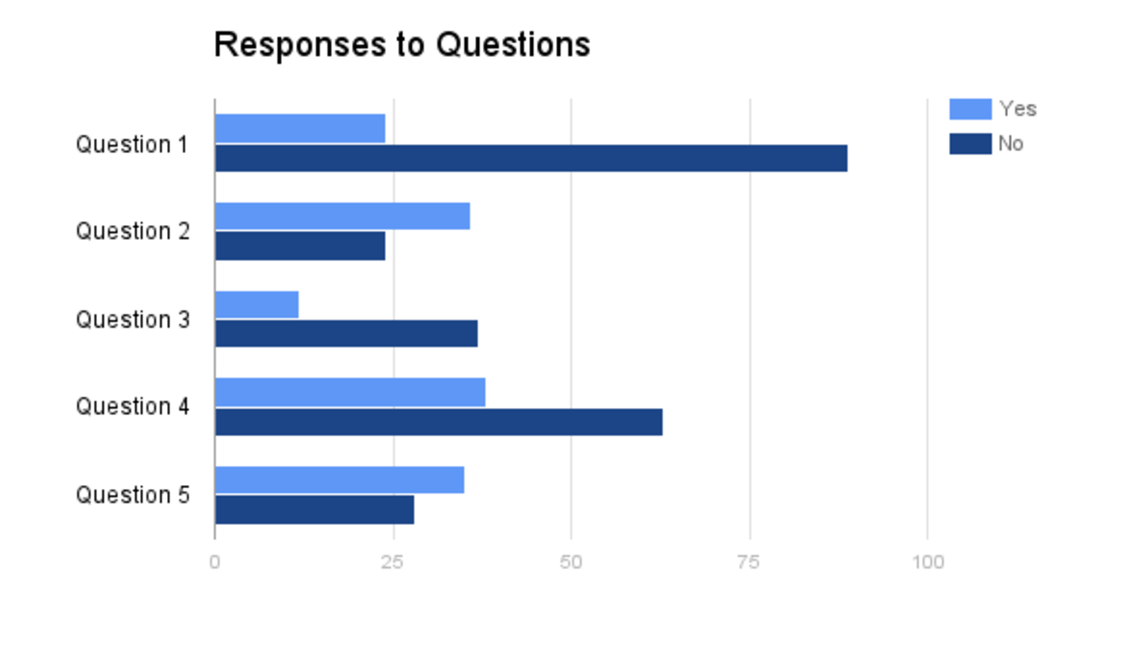 Responses to Questions
Yes
No
Question 1
Question 2
Question 3
Question 4
Question 5
0 25 50 75 100